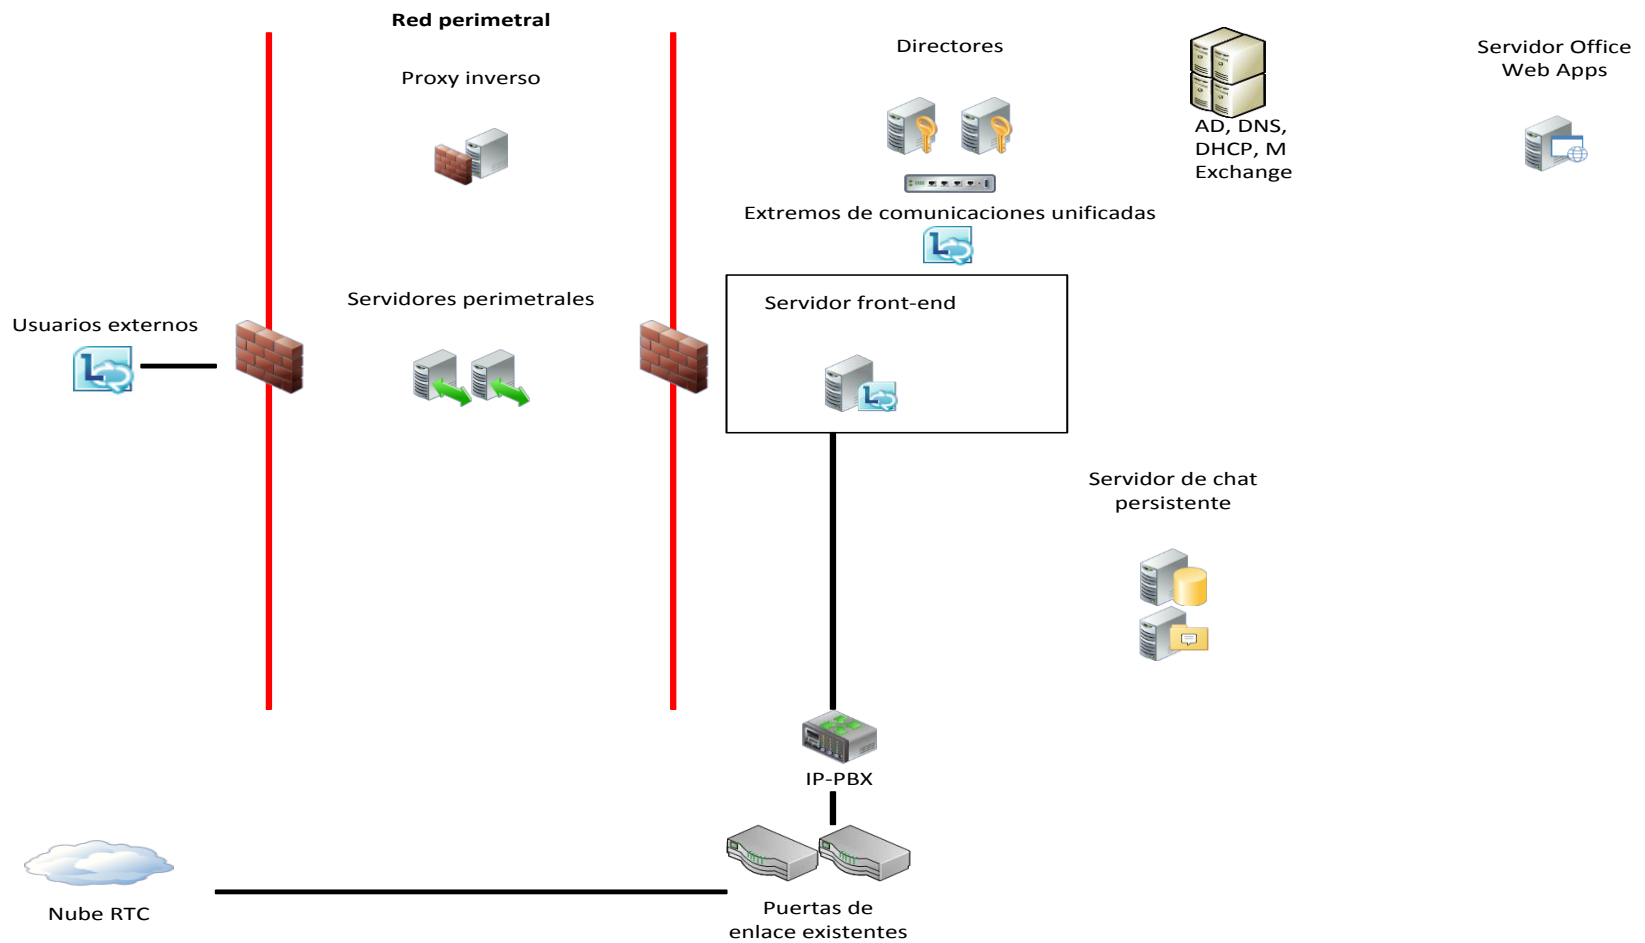 Red perimetral
Proxy inverso
Directores
AD, DNS,
DHCP, M
Exchange
Servidor Office
Web Apps
Extremos de comunicaciones unificadas
Usuarios externos
Servidores perimetrales
Servidor front-end
Servidor de chat
persistente
IP-PBX
Nube RTC
Puertas de
enlace existentes